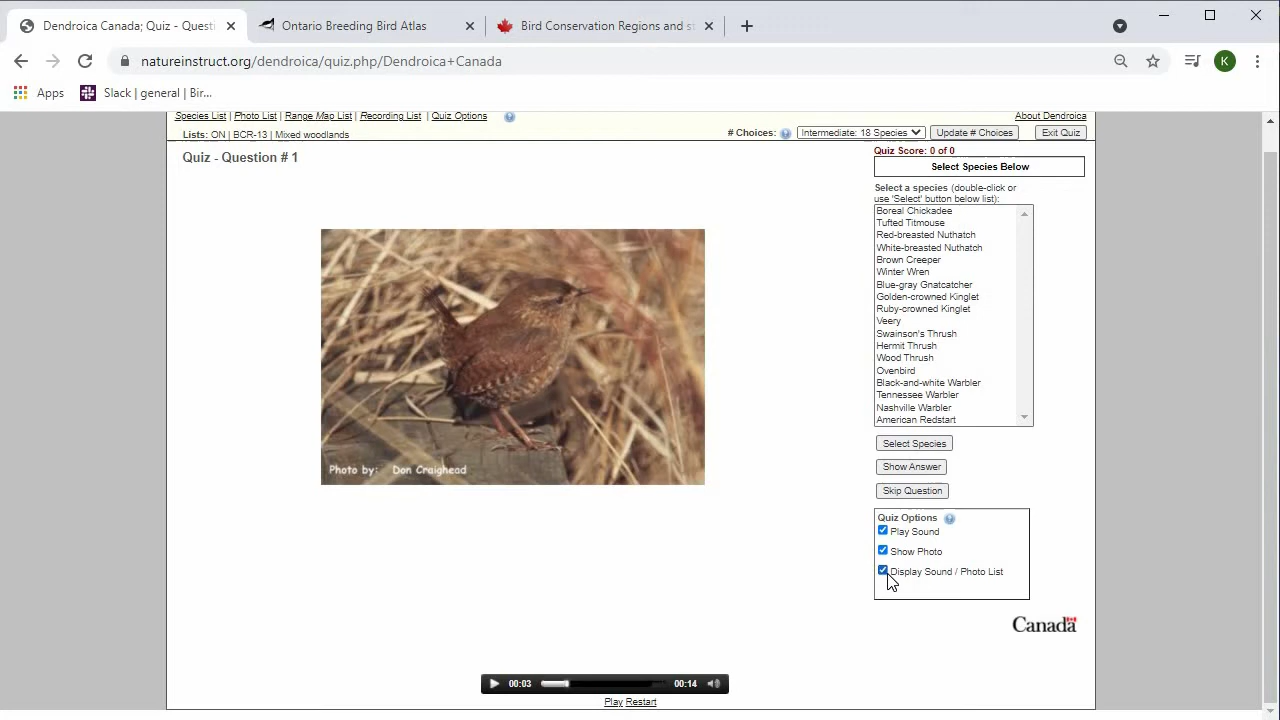 Dendroica Canada; Quiz - Questi
Ontario Breeding Bird Atlas
Bird Conservation Regions and st
natureinstruct.org/dendroica/quiz.php/Dendroica+Canada
K
Apps
Slack | general | Bir...
Species List | Photo List | Range Map List | Recording List | Quiz Options
About Dendroica
Lists: ON | BCR-13 | Mixed woodlands
# Choices:
Intermediate: 18 Species
Update # Choices
Exit Quiz
Quiz - Question # 1
Quiz Score: 0 of 0
Select Species Below
Select a species (double-click or
use 'Select' button below list):
Boreal Chickadee
Tufted Titmouse
Red-breasted Nuthatch
White-breasted Nuthatch
Brown Creeper
Winter Wren
Blue-gray Gnatcatcher
Golden-crowned Kinglet
Ruby-crowned Kinglet
Veery
Swainson's Thrush
Hermit Thrush
Wood Thrush
Ovenbird
Black-and-white Warbler
Tennessee Warbler
Nashville Warbler
American Redstart
Select Species
Show Answer
Skip Question
Quiz Options
Play Sound
Show Photo
Display Sound / Photo List
Photo by: Don Craighead
Canada
00:03
00:14
Play Restart